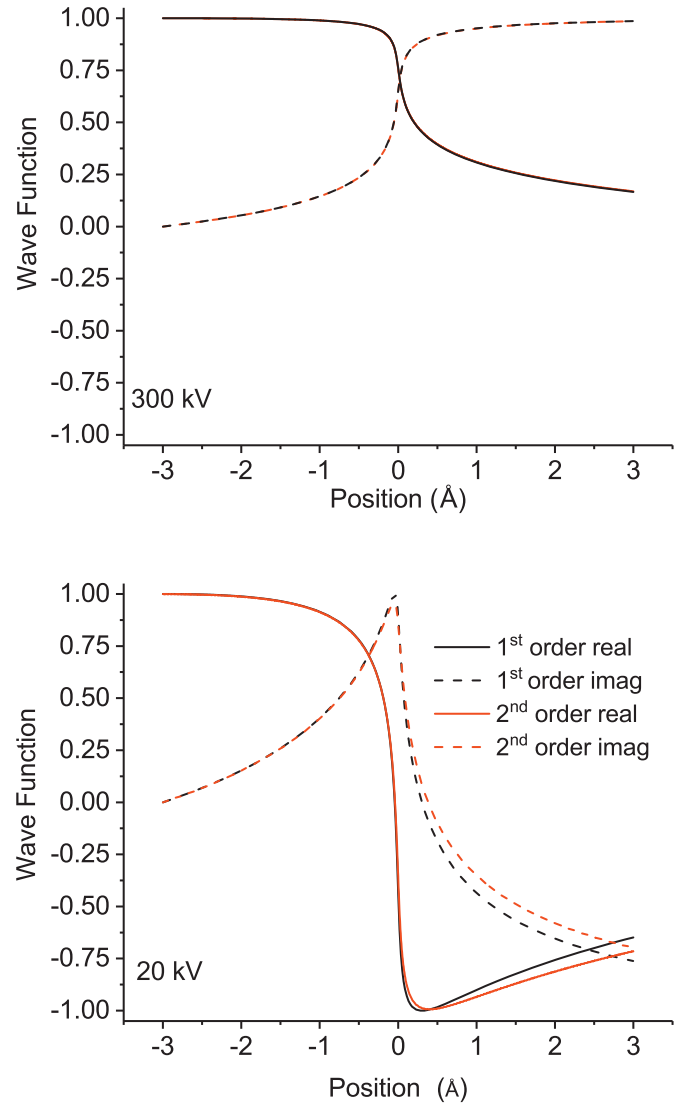 1.00
0.75
0.50
0.25
0.00
-0.25
-0.50
-0.75
-1.00
Wave Function
300 kV
-3 -2 -1 0 1 2 3
Position (Å)
1.00
0.75
0.50
0.25
0.00
-0.25
-0.50
-0.75
-1.00
Wave Function
1st order real
1st order imag
2nd order real
2nd order imag
20 kV
-3 -2 -1 0 1 2 3
Position (Å)